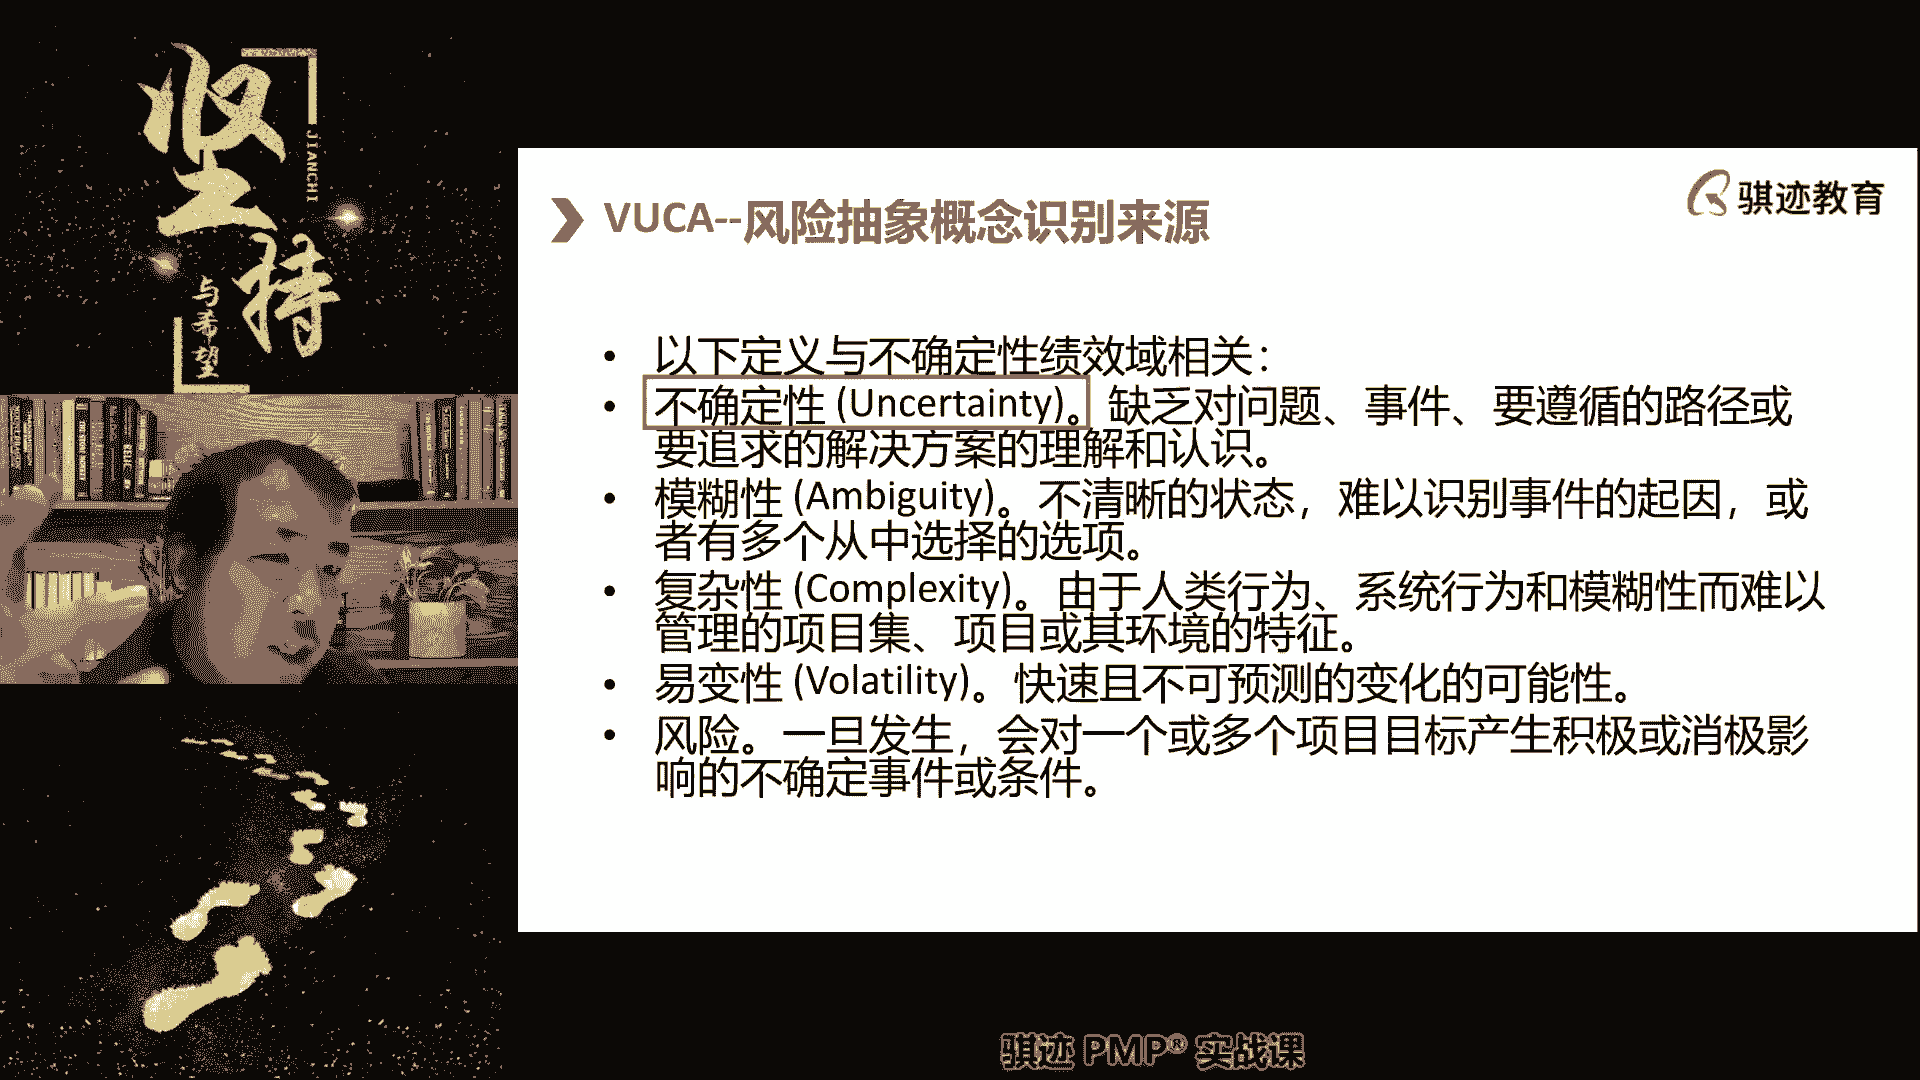 坚持
JIANCHI
与希望
骐迹教育
VUCA--风险抽象概念识别来源
• 以下定义与不确定性绩效域相关：
• 不确定性 (Uncertainty)。缺乏对问题、事件、要遵循的路径或
要追求的解决方案的理解和认识。
• 模糊性 (Ambiguity)。不清晰的状态，难以识别事件的起因，或
者有多个从中选择的选项。
• 复杂性 (Complexity)。由于人类行为、系统行为和模糊性而难以
管理的项目集、项目或其环境的特征。
• 易变性 (Volatility)。快速且不可预测的变化的可能性。
• 风险。一旦发生，会对一个或多个项目目标产生积极或消极影
响的不确定事件或条件。
骐迹 PMP® 实战课